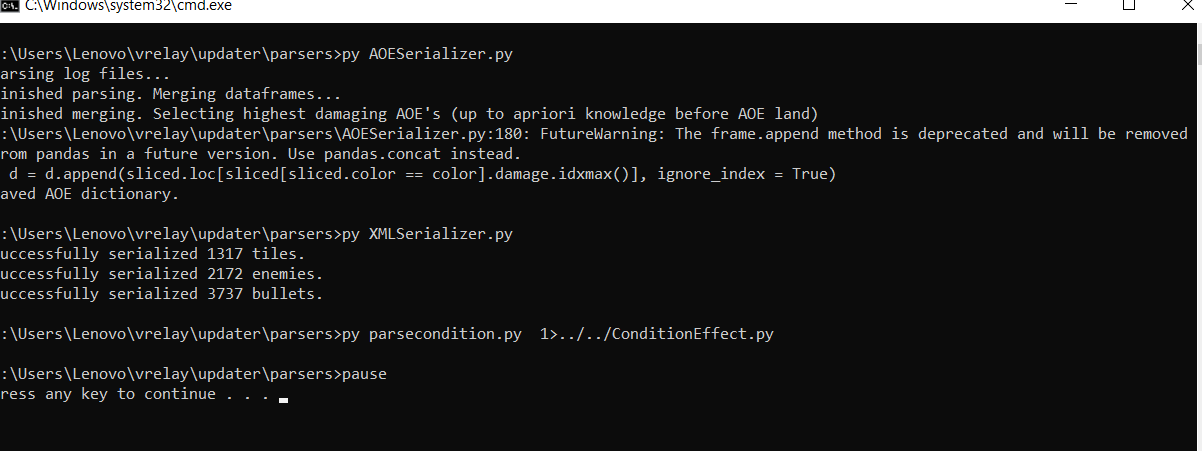 C:\Windows\system32\cmd.exe
:\Users\Lenovo\vrelay\updater\parsers>py AOESerializer.py
arsing log files...
inished parsing. Merging dataframes...
inished merging. Selecting highest damaging AOE's (up to apriori knowledge before AOE land)
:\Users\Lenovo\vrelay\updater\parsers\AOESerializer.py:180: FutureWarning: The frame.append method is deprecated and will be removed
rom pandas in a future version. Use pandas.concat instead.
d = d.append(sliced.loc[sliced[sliced.color == color].damage.idxmax()], ignore_index = True)
aved AOE dictionary.
:\Users\Lenovo\vrelay\updater\parsers>py XMLSerializer.py
uccessfully serialized 1317 tiles.
uccessfully serialized 2172 enemies.
uccessfully serialized 3737 bullets.
:\Users\Lenovo\vrelay\updater\parsers>py parsecondition.py  1>../../ConditionEffect.py
:\Users\Lenovo\vrelay\updater\parsers>pause
ress any key to continue . . .